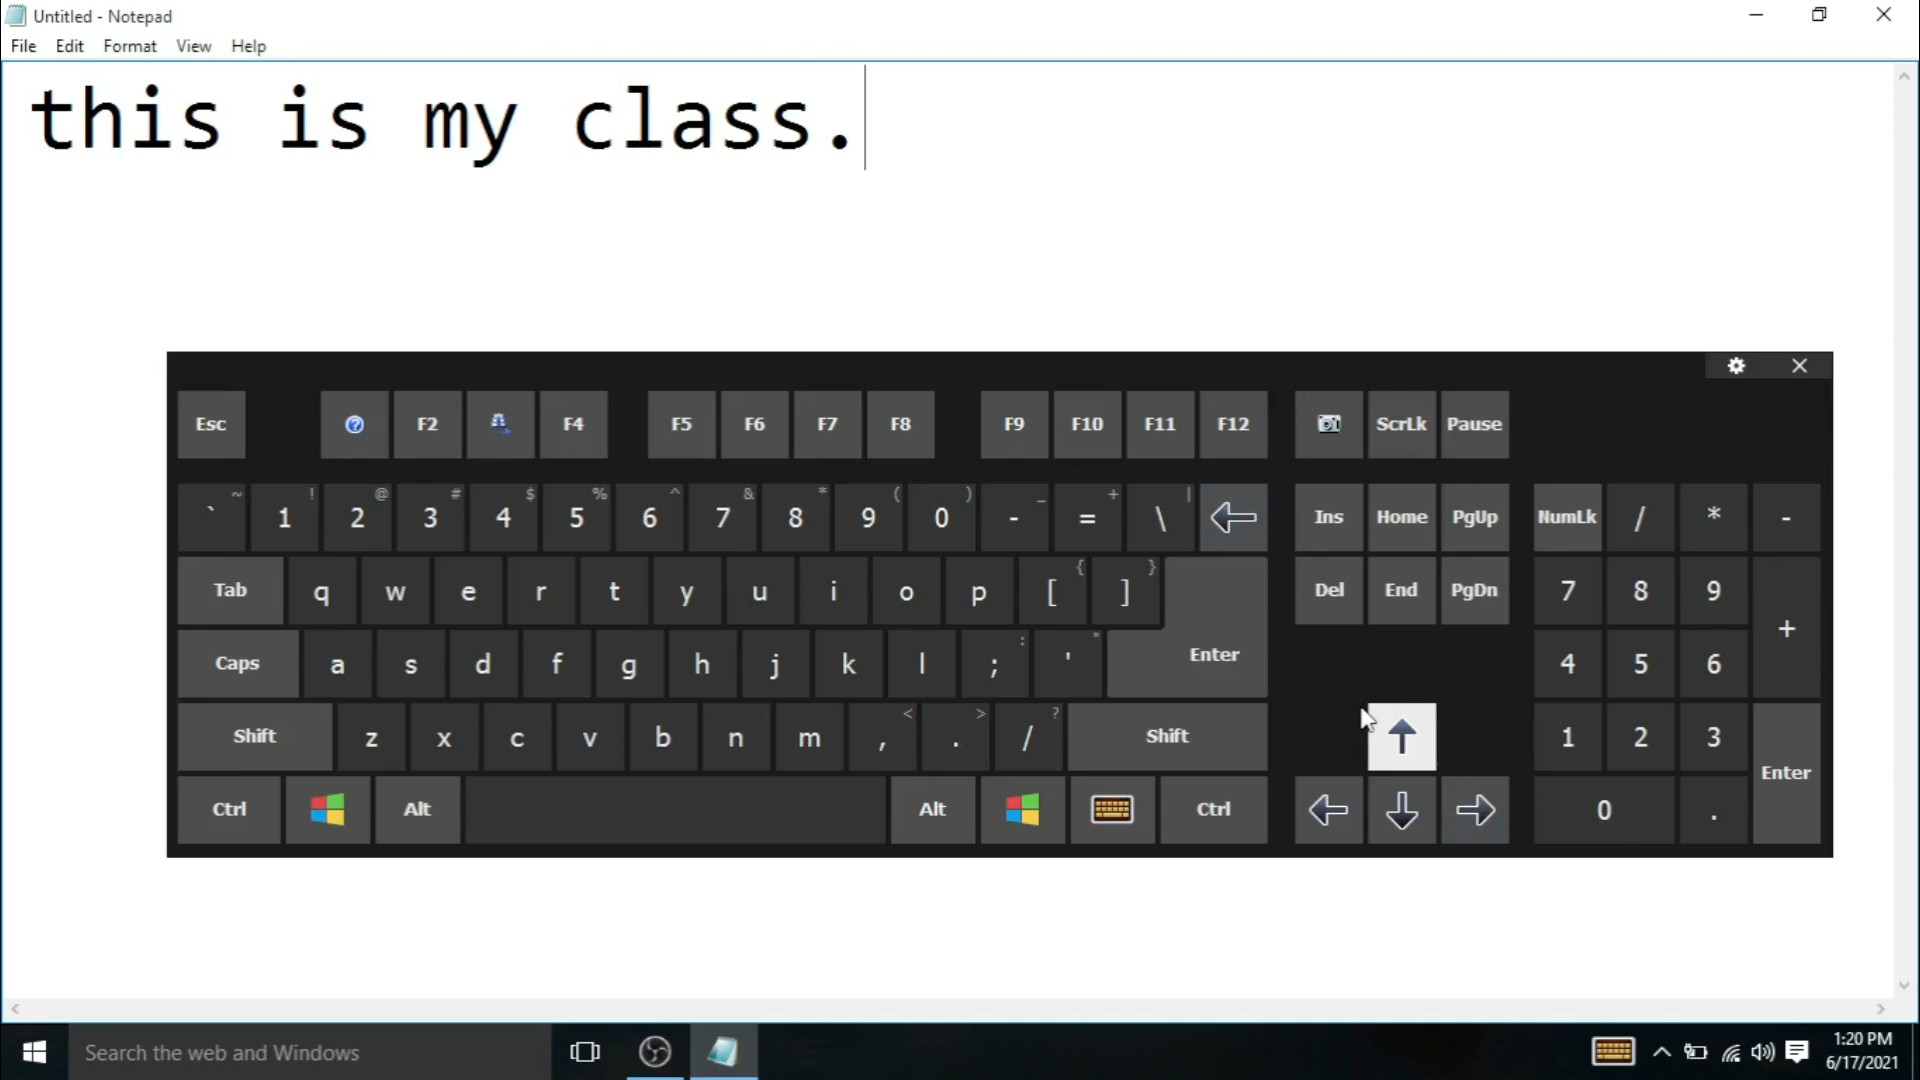 Untitled - Notepad
File Edit Format View Help
this is my class.
Esc F2 F4 F5 F6 F7 F8 F9 F10 F11 F12 ScrLk Pause
` ~ 1 ! 2 @ 3 # 4 $ 5 % 6 ^ 7 & 8 * 9 ( 0 ) - _ = + \ | Ins Home PgUp NumLk / * -
Tab q w e r t y u i o p [ { ] } Del End PgDn 7 8 9 +
Caps a s d f g h j k l ; : ' " Enter 4 5 6
Shift z x c v b n m , < . > / ? Shift 1 2 3 Enter
Ctrl Alt Alt Ctrl 0 .
Search the web and Windows
1:20 PM
6/17/2021